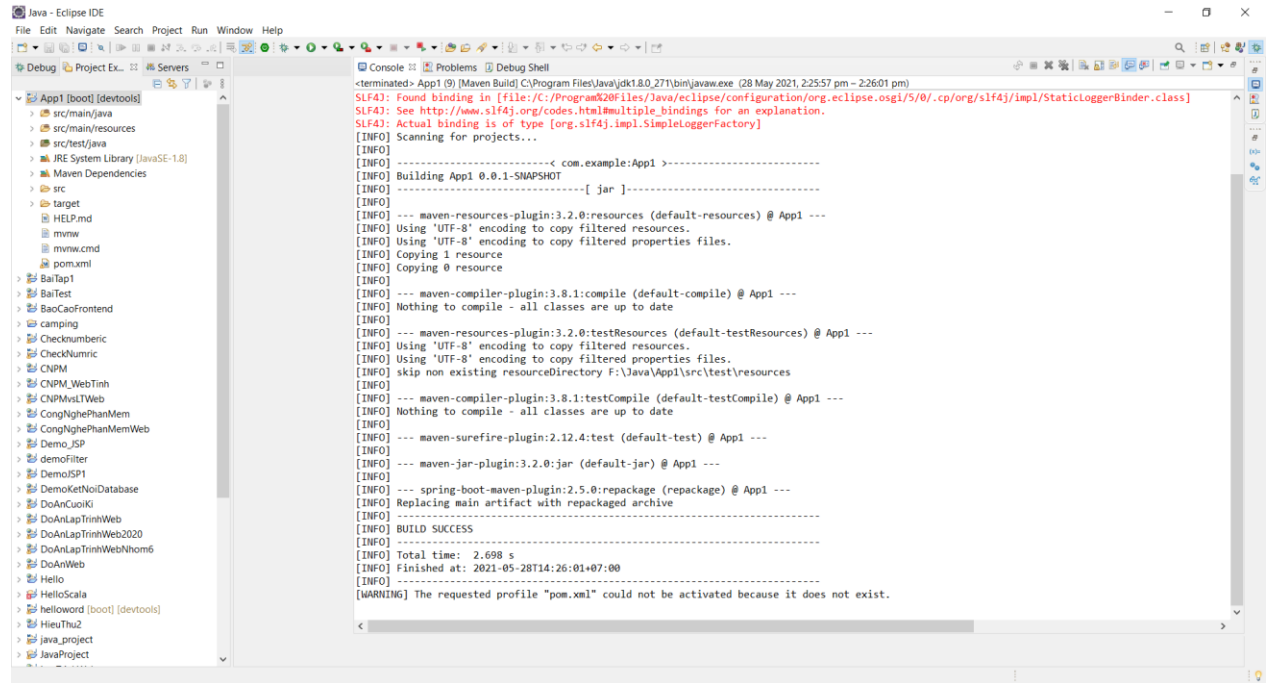 Java - Eclipse IDE
File Edit Navigate Search Project Run Window Help
Debug Project Ex... Servers
App1 [boot] [devtools]
src/main/java
src/main/resources
src/test/java
JRE System Library [JavaSE-1.8]
Maven Dependencies
src
target
HELP.md
mvnw
mvnw.cmd
pom.xml
BaiTap1
BaiTest
BaoCaoFrontend
camping
Checknumberic
CheckNumric
CNPM
CNPM_WebTinh
CNPMvsLTWeb
CongNghePhanMem
CongNghePhanMemWeb
Demo_JSP
demoFilter
DemoJSP1
DemoKetNoiDatabase
DoAnCuoiKi
DoAnLapTrinhWeb
DoAnLapTrinhWeb2020
DoAnLapTrinhWebNhom6
DoAnWeb
Hello
HelloScala
helloword [boot] [devtools]
HieuThu2
java_project
JavaProject
Console Problems Debug Shell
<terminated> App1 (9) [Maven Build] C:\Program Files\Java\jdk1.8.0_271\bin\javaw.exe (28 May 2021, 2:25:57 pm – 2:26:01 pm)
SLF4J: Found binding in [file:/C:/Program%20Files/Java/eclipse/configuration/org.eclipse.osgi/5/0/.cp/org/slf4j/impl/StaticLoggerBinder.class]
SLF4J: See http://www.slf4j.org/codes.html#multiple_bindings for an explanation.
SLF4J: Actual binding is of type [org.slf4j.impl.SimpleLoggerFactory]
[INFO] Scanning for projects...
[INFO]
[INFO] --------------------------< com.example:App1 >--------------------------
[INFO] Building App1 0.0.1-SNAPSHOT
[INFO] --------------------------------[ jar ]---------------------------------
[INFO]
[INFO] --- maven-resources-plugin:3.2.0:resources (default-resources) @ App1 ---
[INFO] Using 'UTF-8' encoding to copy filtered resources.
[INFO] Using 'UTF-8' encoding to copy filtered properties files.
[INFO] Copying 1 resource
[INFO] Copying 0 resource
[INFO]
[INFO] --- maven-compiler-plugin:3.8.1:compile (default-compile) @ App1 ---
[INFO] Nothing to compile - all classes are up to date
[INFO]
[INFO] --- maven-resources-plugin:3.2.0:testResources (default-testResources) @ App1 ---
[INFO] Using 'UTF-8' encoding to copy filtered resources.
[INFO] Using 'UTF-8' encoding to copy filtered properties files.
[INFO] skip non existing resourceDirectory F:\Java\App1\src\test\resources
[INFO]
[INFO] --- maven-compiler-plugin:3.8.1:testCompile (default-testCompile) @ App1 ---
[INFO] Nothing to compile - all classes are up to date
[INFO]
[INFO] --- maven-surefire-plugin:2.12.4:test (default-test) @ App1 ---
[INFO]
[INFO] --- maven-jar-plugin:3.2.0:jar (default-jar) @ App1 ---
[INFO]
[INFO] --- spring-boot-maven-plugin:2.5.0:repackage (repackage) @ App1 ---
[INFO] Replacing main artifact with repackaged archive
[INFO] ------------------------------------------------------------------------
[INFO] BUILD SUCCESS
[INFO] ------------------------------------------------------------------------
[INFO] Total time: 2.698 s
[INFO] Finished at: 2021-05-28T14:26:01+07:00
[INFO] ------------------------------------------------------------------------
[WARNING] The requested profile "pom.xml" could not be activated because it does not exist.